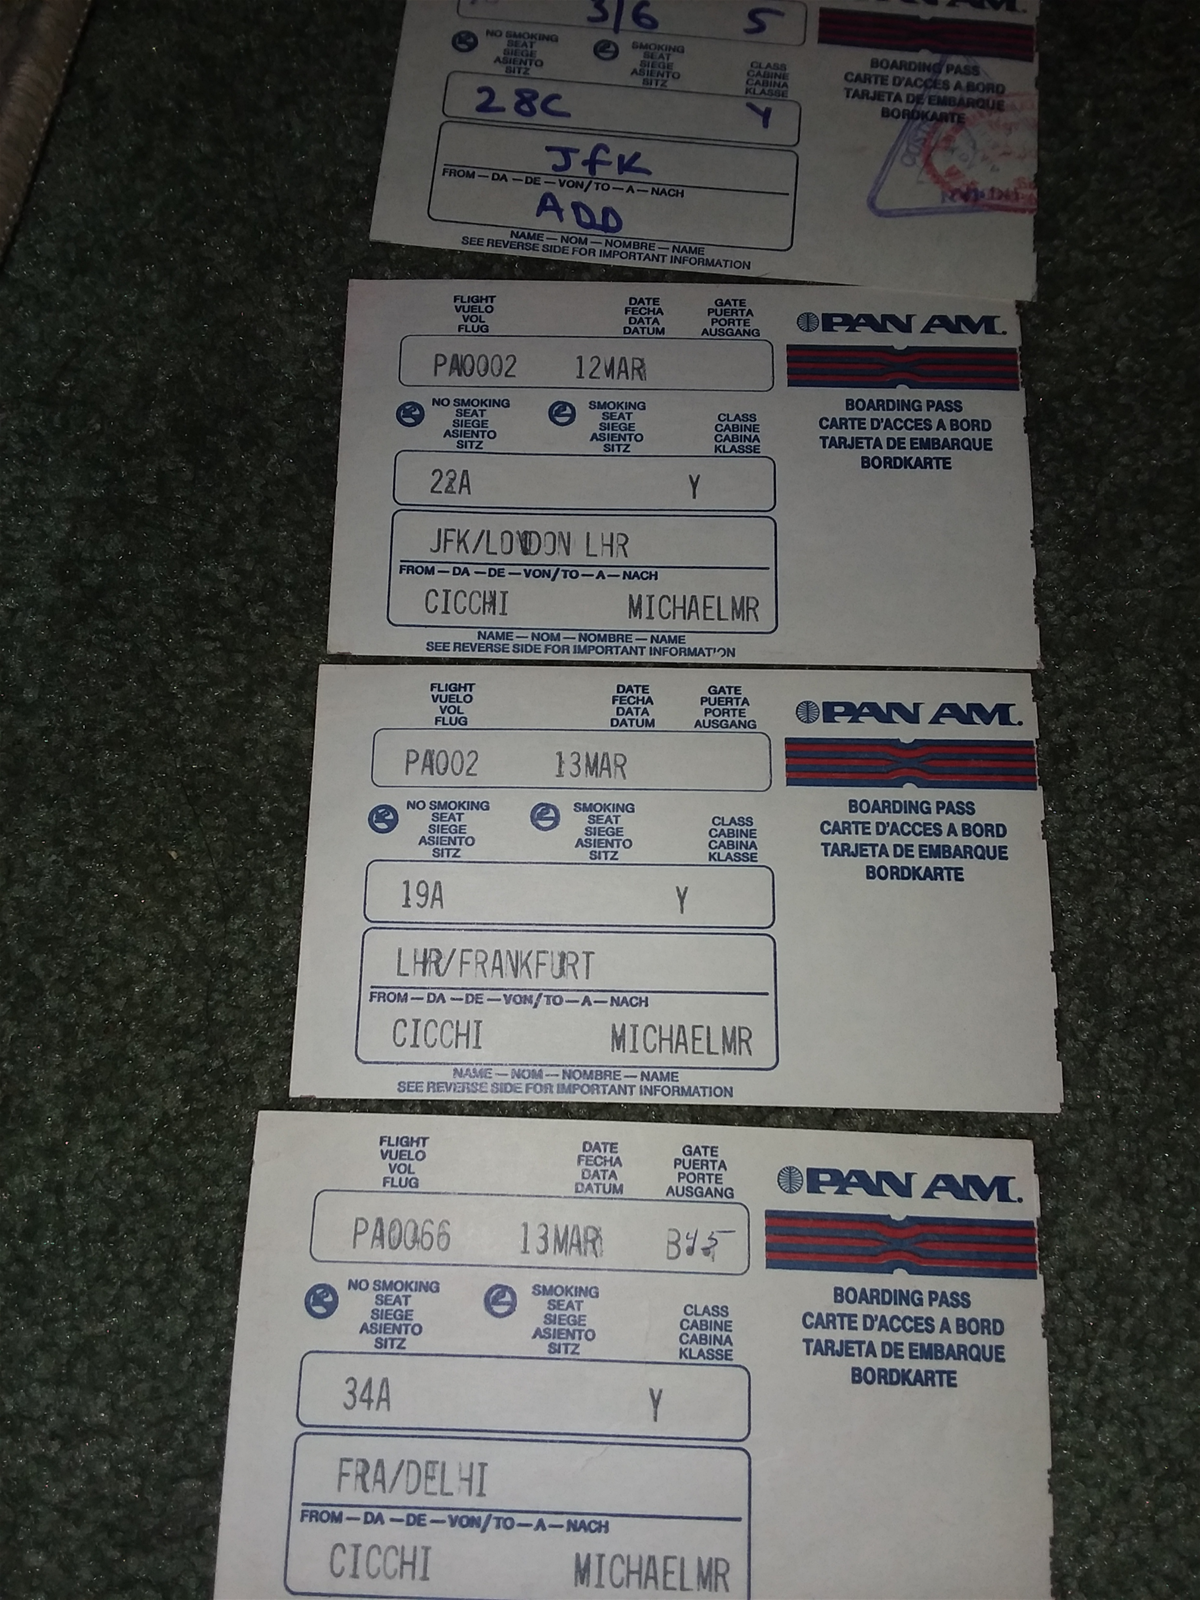 3/6 5
NO SMOKING SEAT SIEGE ASIENTO SITZ
SMOKING SEAT SIEGE ASIENTO SITZ
CLASS CABINE CABINA KLASSE
28C Y
JFK
FROM — DA — DE — VON/TO — A — NACH
ADD
NAME — NOM — NOMBRE — NAME
SEE REVERSE SIDE FOR IMPORTANT INFORMATION
PAN AM.
BOARDING PASS
CARTE D'ACCES A BORD
TARJETA DE EMBARQUE
BORDKARTE
FLIGHT VUELO VOL FLUG
DATE FECHA DATA DATUM
GATE PUERTA PORTE AUSGANG
PA0002 12MAR
NO SMOKING SEAT SIEGE ASIENTO SITZ
SMOKING SEAT SIEGE ASIENTO SITZ
CLASS CABINE CABINA KLASSE
22A Y
JFK/LONDON LHR
FROM — DA — DE — VON/TO — A — NACH
CICCHI MICHAELMR
NAME — NOM — NOMBRE — NAME
SEE REVERSE SIDE FOR IMPORTANT INFORMATION
PAN AM.
BOARDING PASS
CARTE D'ACCES A BORD
TARJETA DE EMBARQUE
BORDKARTE
FLIGHT VUELO VOL FLUG
DATE FECHA DATA DATUM
GATE PUERTA PORTE AUSGANG
PA002 13MAR
NO SMOKING SEAT SIEGE ASIENTO SITZ
SMOKING SEAT SIEGE ASIENTO SITZ
CLASS CABINE CABINA KLASSE
19A Y
LHR/FRANKFURT
FROM — DA — DE — VON/TO — A — NACH
CICCHI MICHAELMR
NAME — NOM — NOMBRE — NAME
SEE REVERSE SIDE FOR IMPORTANT INFORMATION
PAN AM.
BOARDING PASS
CARTE D'ACCES A BORD
TARJETA DE EMBARQUE
BORDKARTE
FLIGHT VUELO VOL FLUG
DATE FECHA DATA DATUM
GATE PUERTA PORTE AUSGANG
PA0066 13MAR B45
NO SMOKING SEAT SIEGE ASIENTO SITZ
SMOKING SEAT SIEGE ASIENTO SITZ
CLASS CABINE CABINA KLASSE
34A Y
FRA/DELHI
FROM — DA — DE — VON/TO — A — NACH
CICCHI MICHAELMR
PAN AM.
BOARDING PASS
CARTE D'ACCES A BORD
TARJETA DE EMBARQUE
BORDKARTE